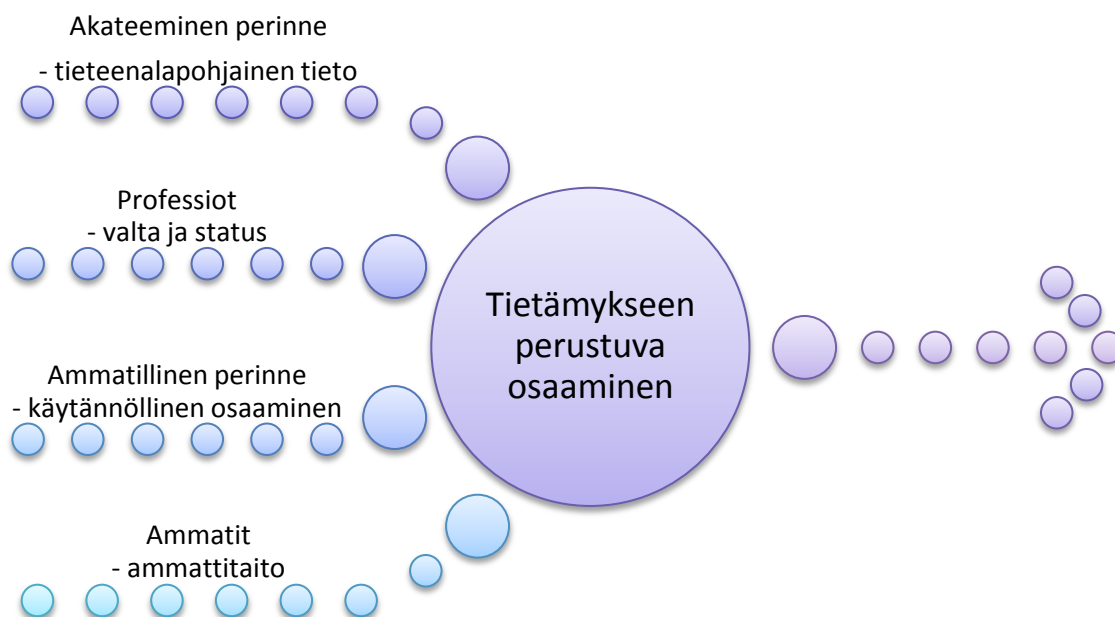 Akateeminen perinne
- tieteenalapohjainen tieto
Professiot
- valta ja status
Ammatillinen perinne
- käytännöllinen osaaminen
Ammatit
- ammattitaito
Tietämykseen
perustuva
osaaminen